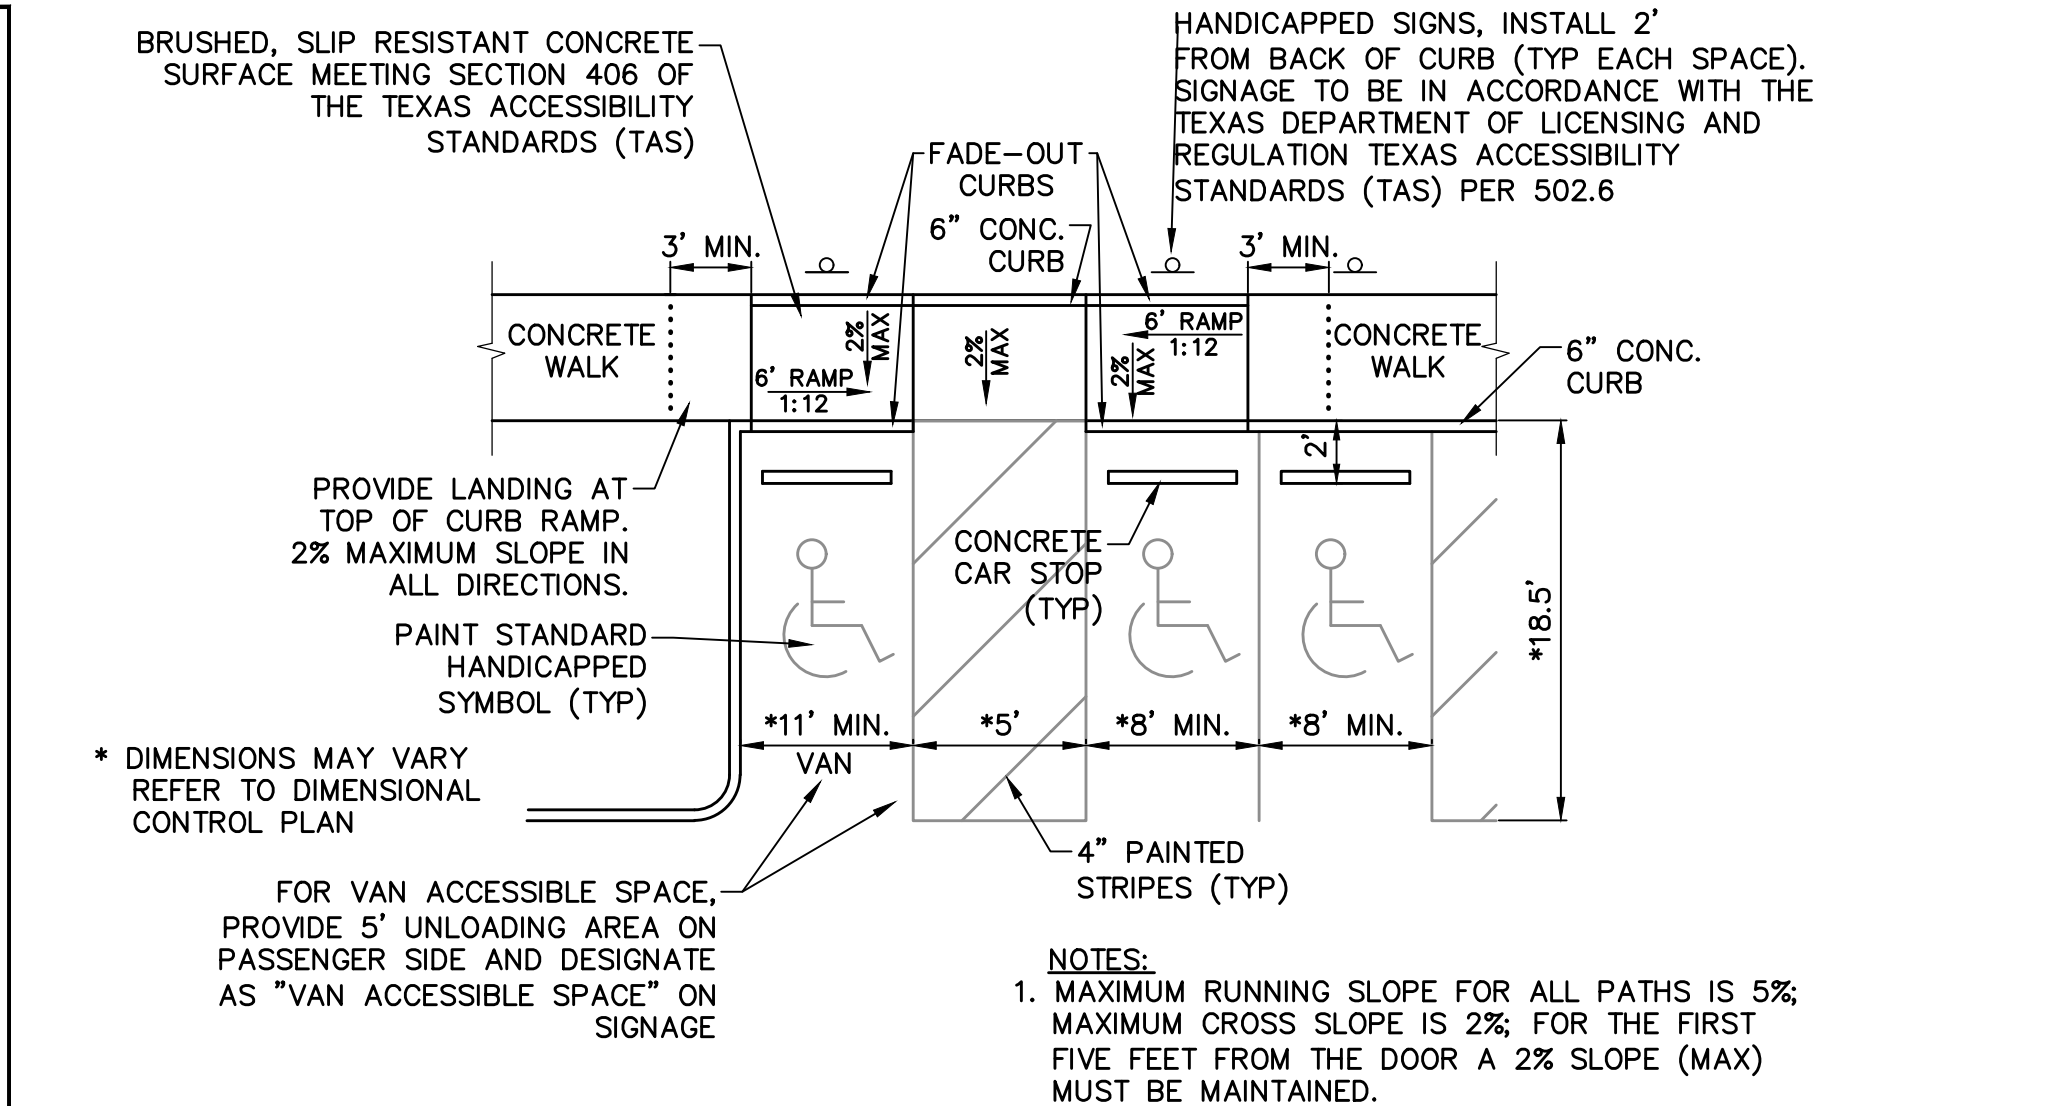 BRUSHED, SLIP RESISTANT CONCRETE
SURFACE MEETING SECTION 406 OF
THE TEXAS ACCESSIBILITY
STANDARDS (TAS)
HANDICAPPED SIGNS, INSTALL 2'
FROM BACK OF CURB (TYP EACH SPACE).
SIGNAGE TO BE IN ACCORDANCE WITH THE
TEXAS DEPARTMENT OF LICENSING AND
REGULATION TEXAS ACCESSIBILITY
STANDARDS (TAS) PER 502.6
FADE-OUT
CURBS
6" CONC.
CURB
3' MIN.
3' MIN.
CONCRETE
WALK
2%
MAX
6' RAMP
1:12
2%
MAX
6' RAMP
1:12
2%
MAX
CONCRETE
WALK
6" CONC.
CURB
2'
PROVIDE LANDING AT
TOP OF CURB RAMP.
2% MAXIMUM SLOPE IN
ALL DIRECTIONS.
CONCRETE
CAR STOP
(TYP)
*18.5'
PAINT STANDARD
HANDICAPPED
SYMBOL (TYP)
*11' MIN.
VAN
*5'
*8' MIN.
*8' MIN.
* DIMENSIONS MAY VARY
REFER TO DIMENSIONAL
CONTROL PLAN
4" PAINTED
STRIPES (TYP)
FOR VAN ACCESSIBLE SPACE,
PROVIDE 5' UNLOADING AREA ON
PASSENGER SIDE AND DESIGNATE
AS "VAN ACCESSIBLE SPACE" ON
SIGNAGE
NOTES:
1. MAXIMUM RUNNING SLOPE FOR ALL PATHS IS 5%;
MAXIMUM CROSS SLOPE IS 2%; FOR THE FIRST
FIVE FEET FROM THE DOOR A 2% SLOPE (MAX)
MUST BE MAINTAINED.